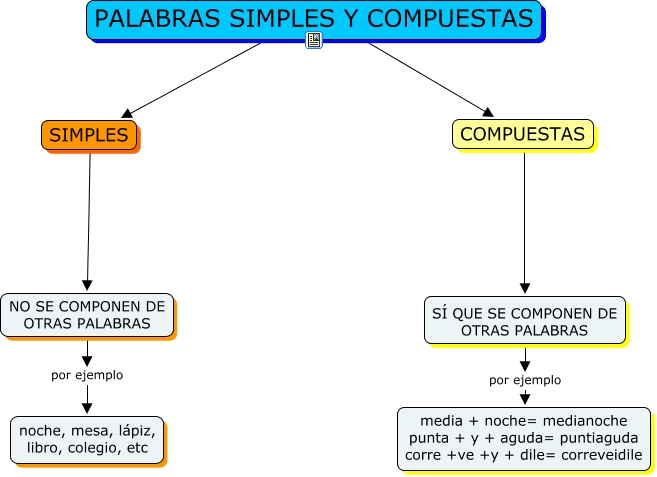 PALABRAS SIMPLES Y COMPUESTAS
SIMPLES
COMPUESTAS
NO SE COMPONEN DE
OTRAS PALABRAS
SÍ QUE SE COMPONEN DE
OTRAS PALABRAS
por ejemplo
por ejemplo
noche, mesa, lápiz,
libro, colegio, etc
media + noche= medianoche
punta + y + aguda= puntiaguda
corre +ve +y + dile= correveidile